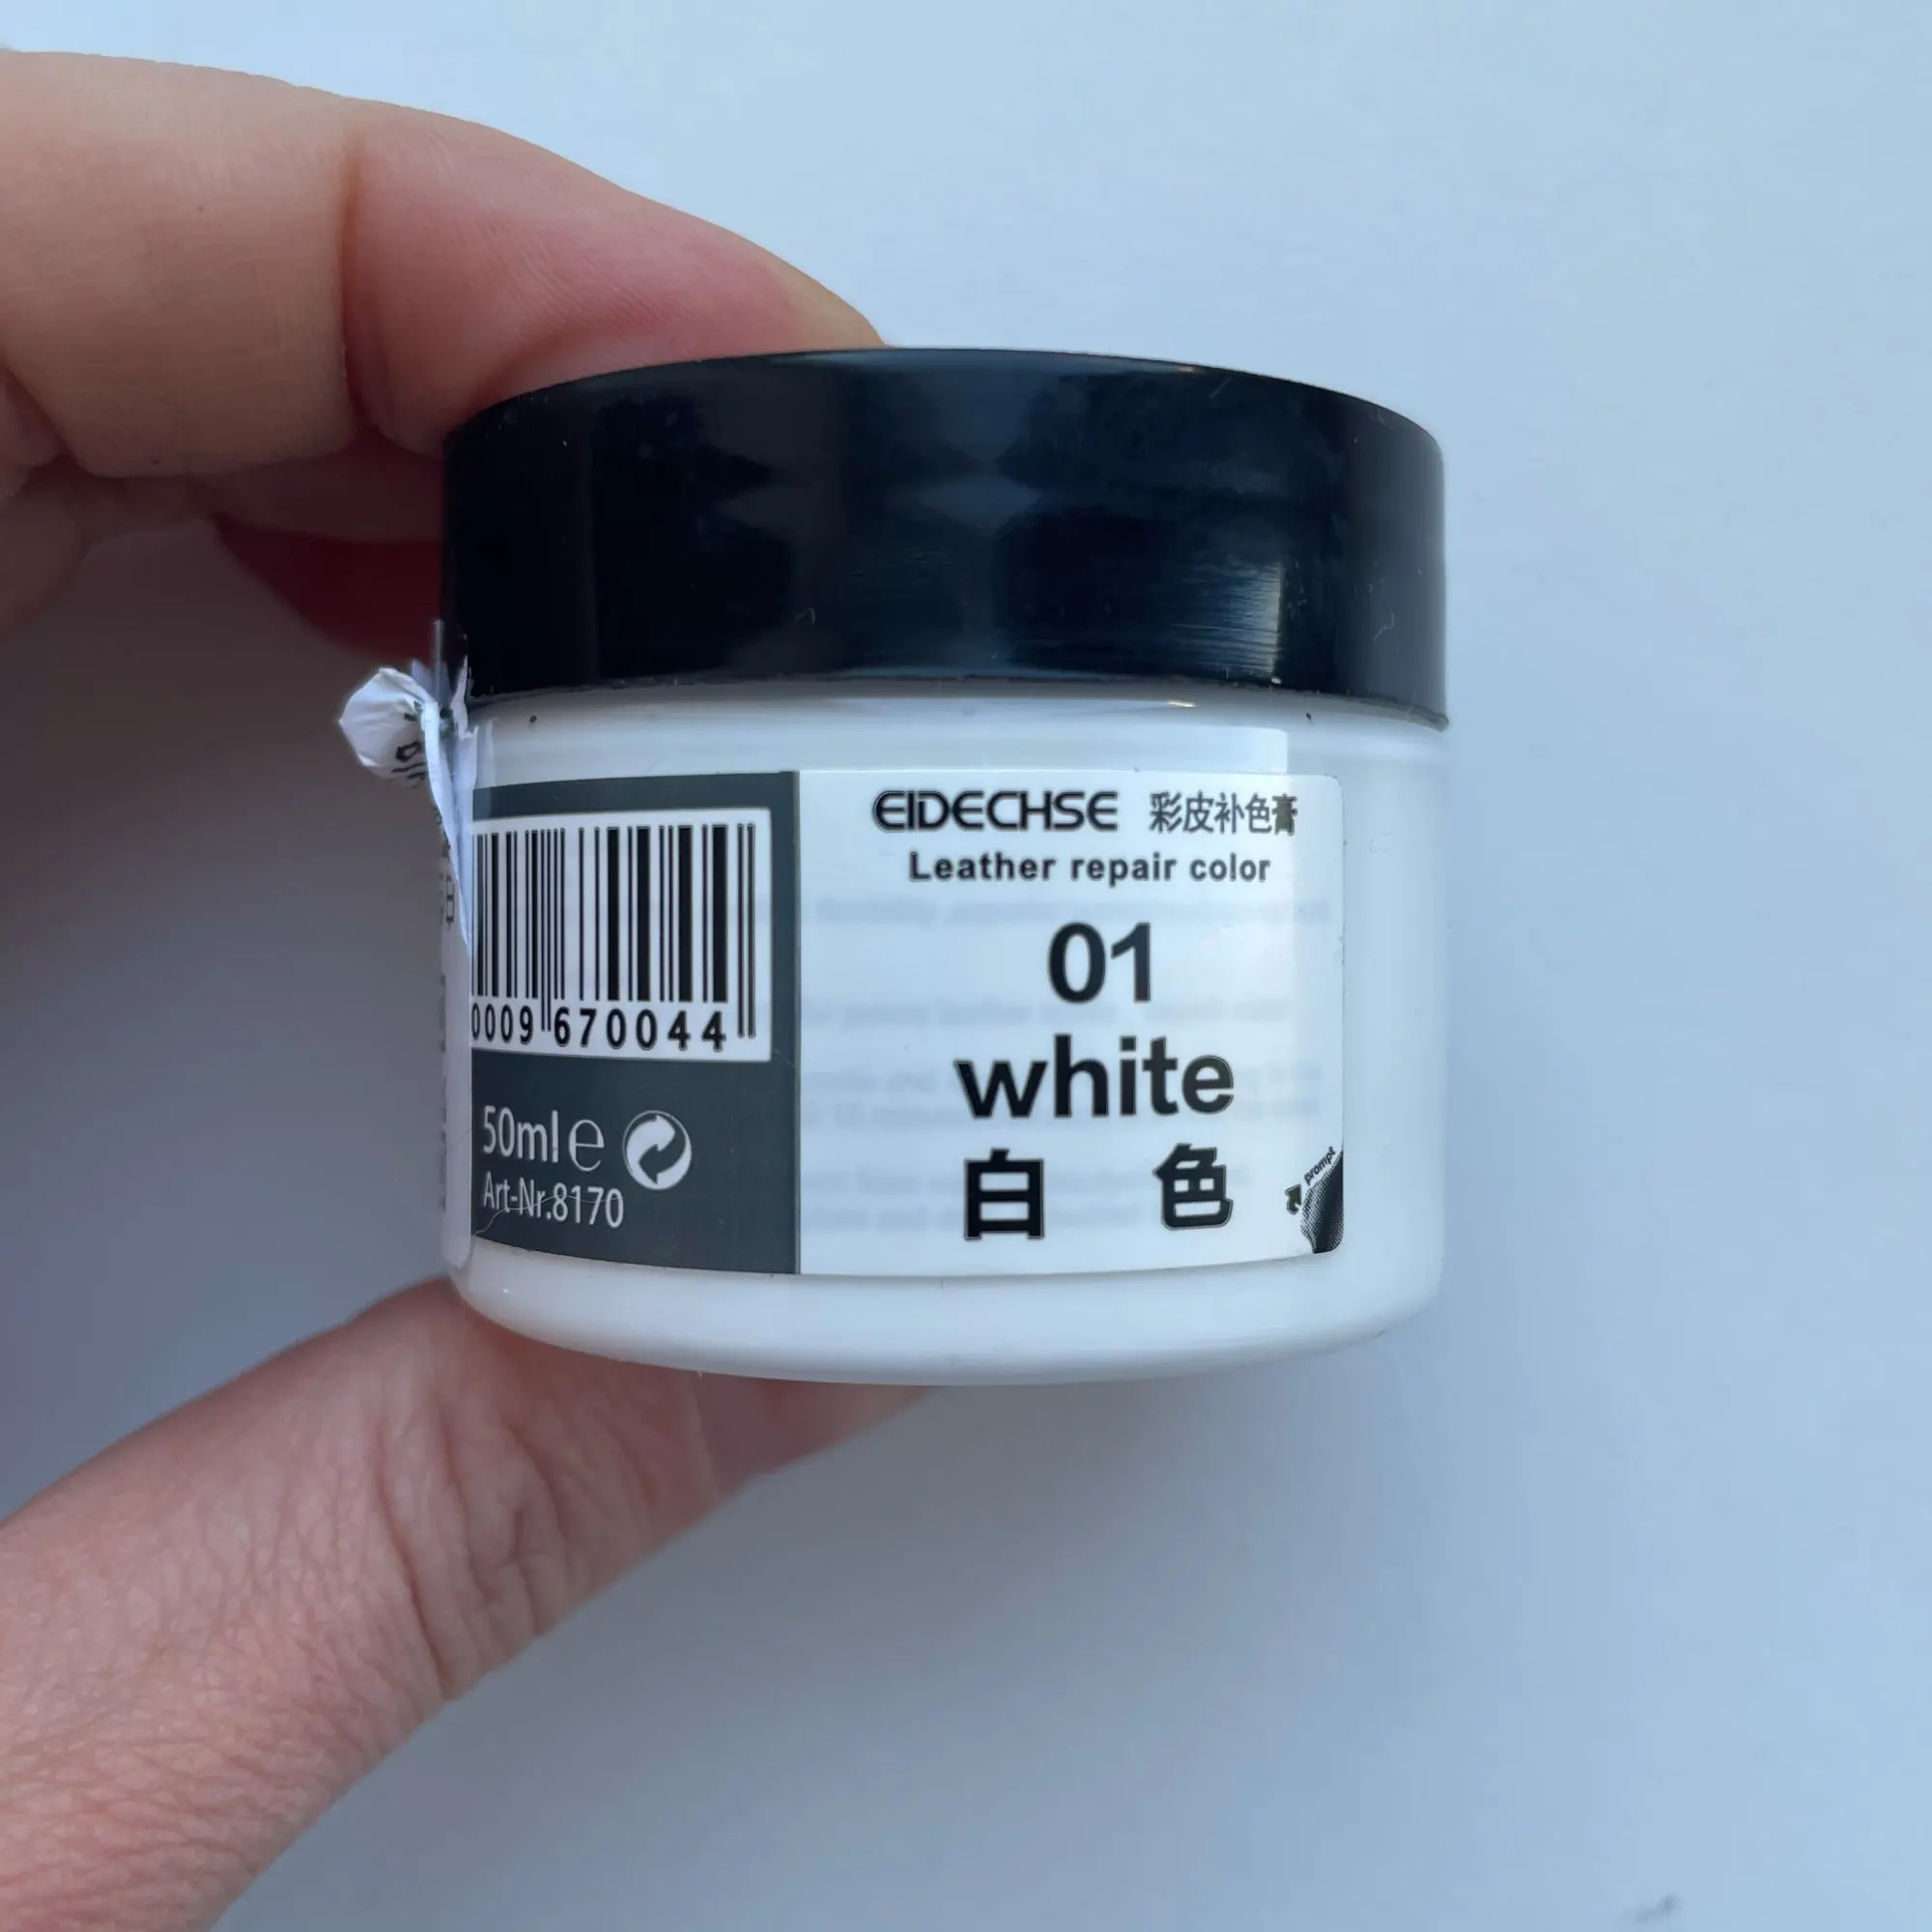 EIDECHSE 彩皮补色膏
Leather repair color
01
white
白 色
prompt
0009 670044
50ml e
Art-Nr.8170